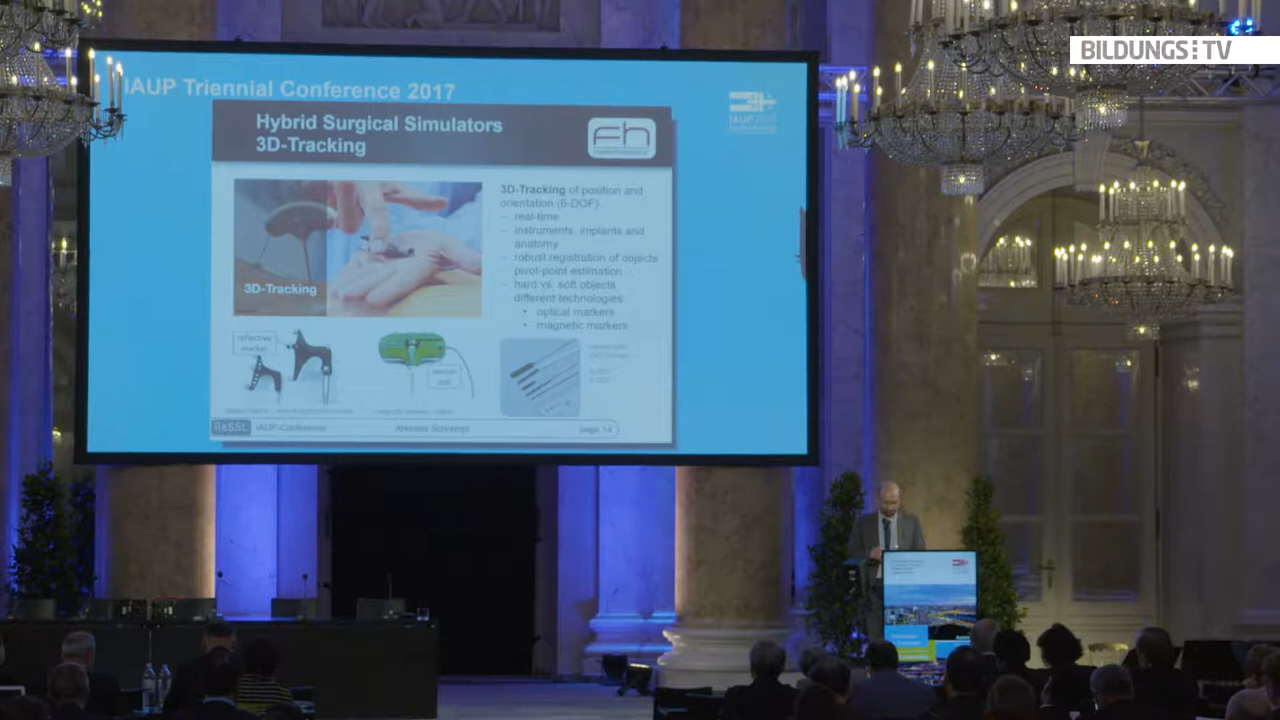 BILDUNGS TV
IAUP Triennial Conference 2017
Hybrid Surgical Simulators
3D-Tracking
fh
3D-Tracking of position and
orientation (6-DOF)
– real-time
– instruments, implants and
anatomy
– robust registration of objects
pivot-point estimation
– hard vs. soft objects
different technologies
• optical markers
• magnetic markers
3D-Tracking
reflective
marker
ReSSL
IAUP-Conference
page 14